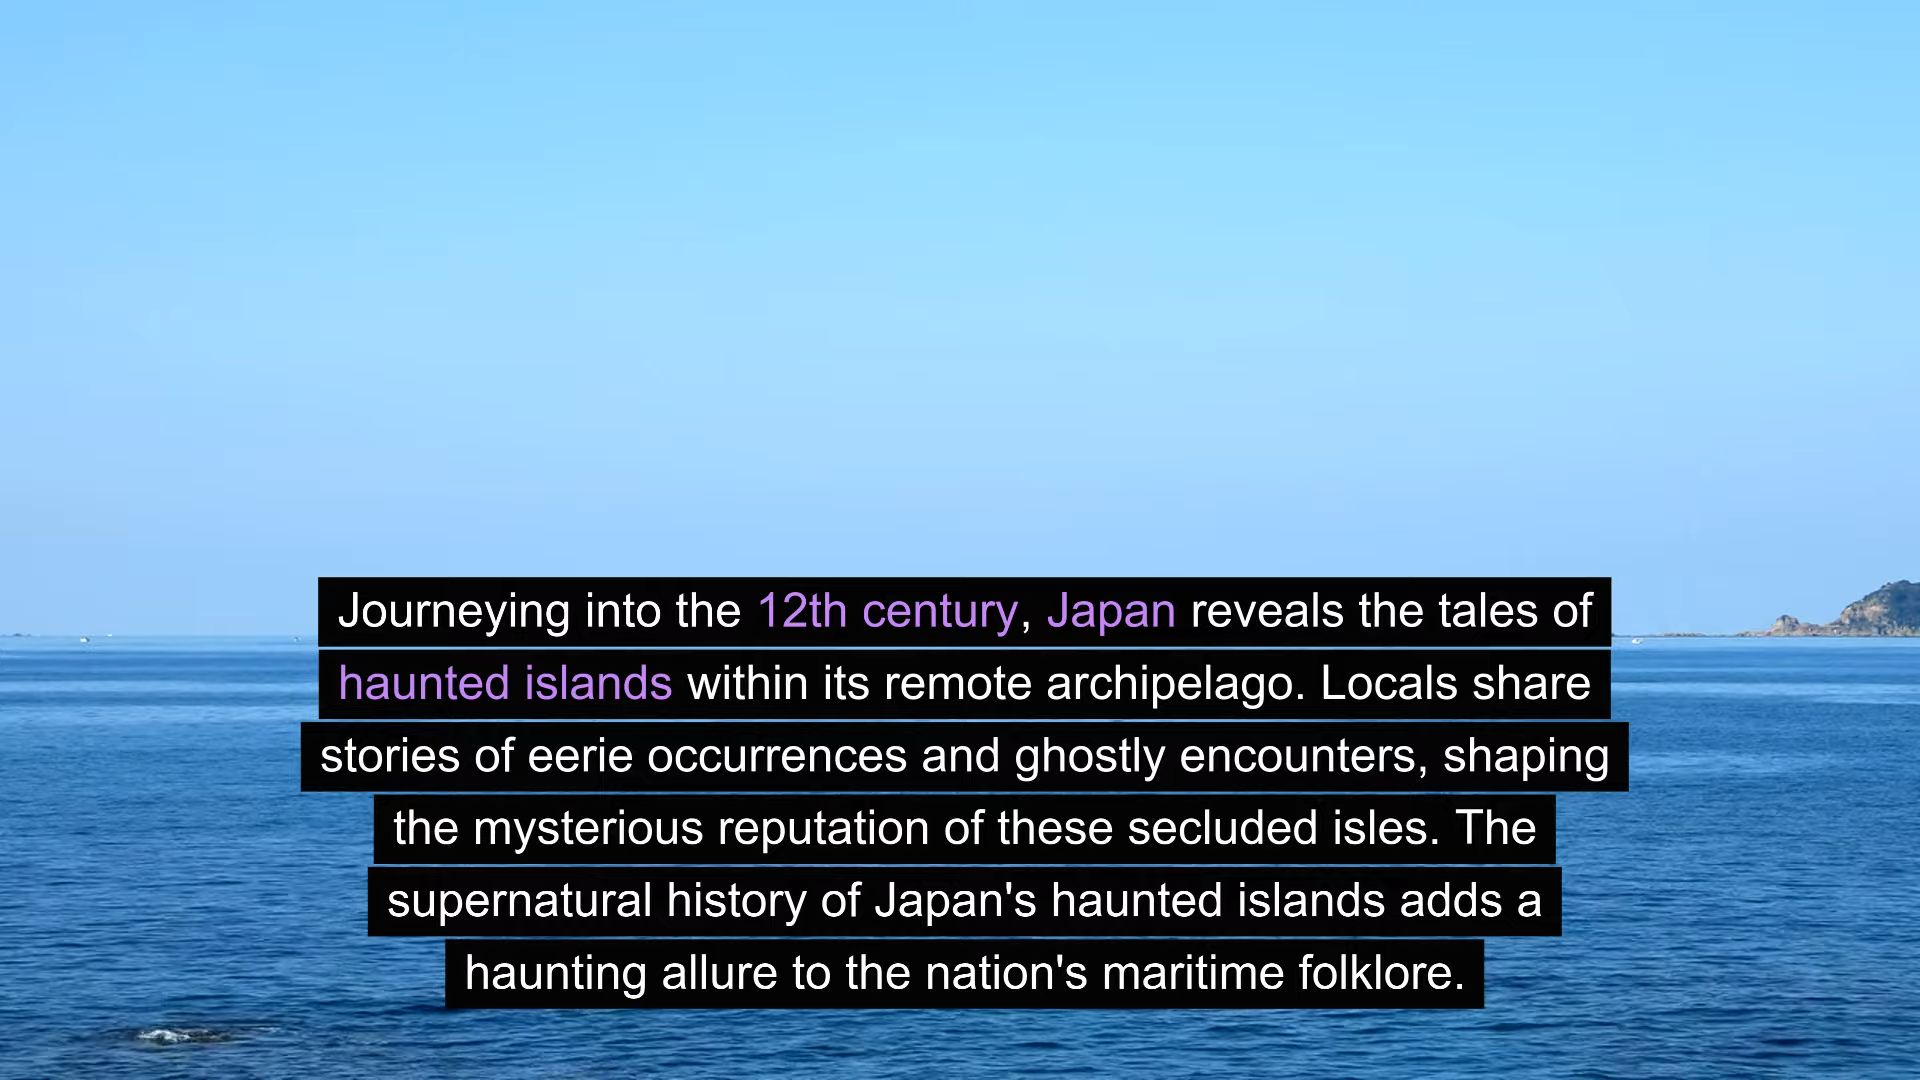 Journeying into the 12th century, Japan reveals the tales of
haunted islands within its remote archipelago. Locals share
stories of eerie occurrences and ghostly encounters, shaping
the mysterious reputation of these secluded isles. The
supernatural history of Japan's haunted islands adds a
haunting allure to the nation's maritime folklore.